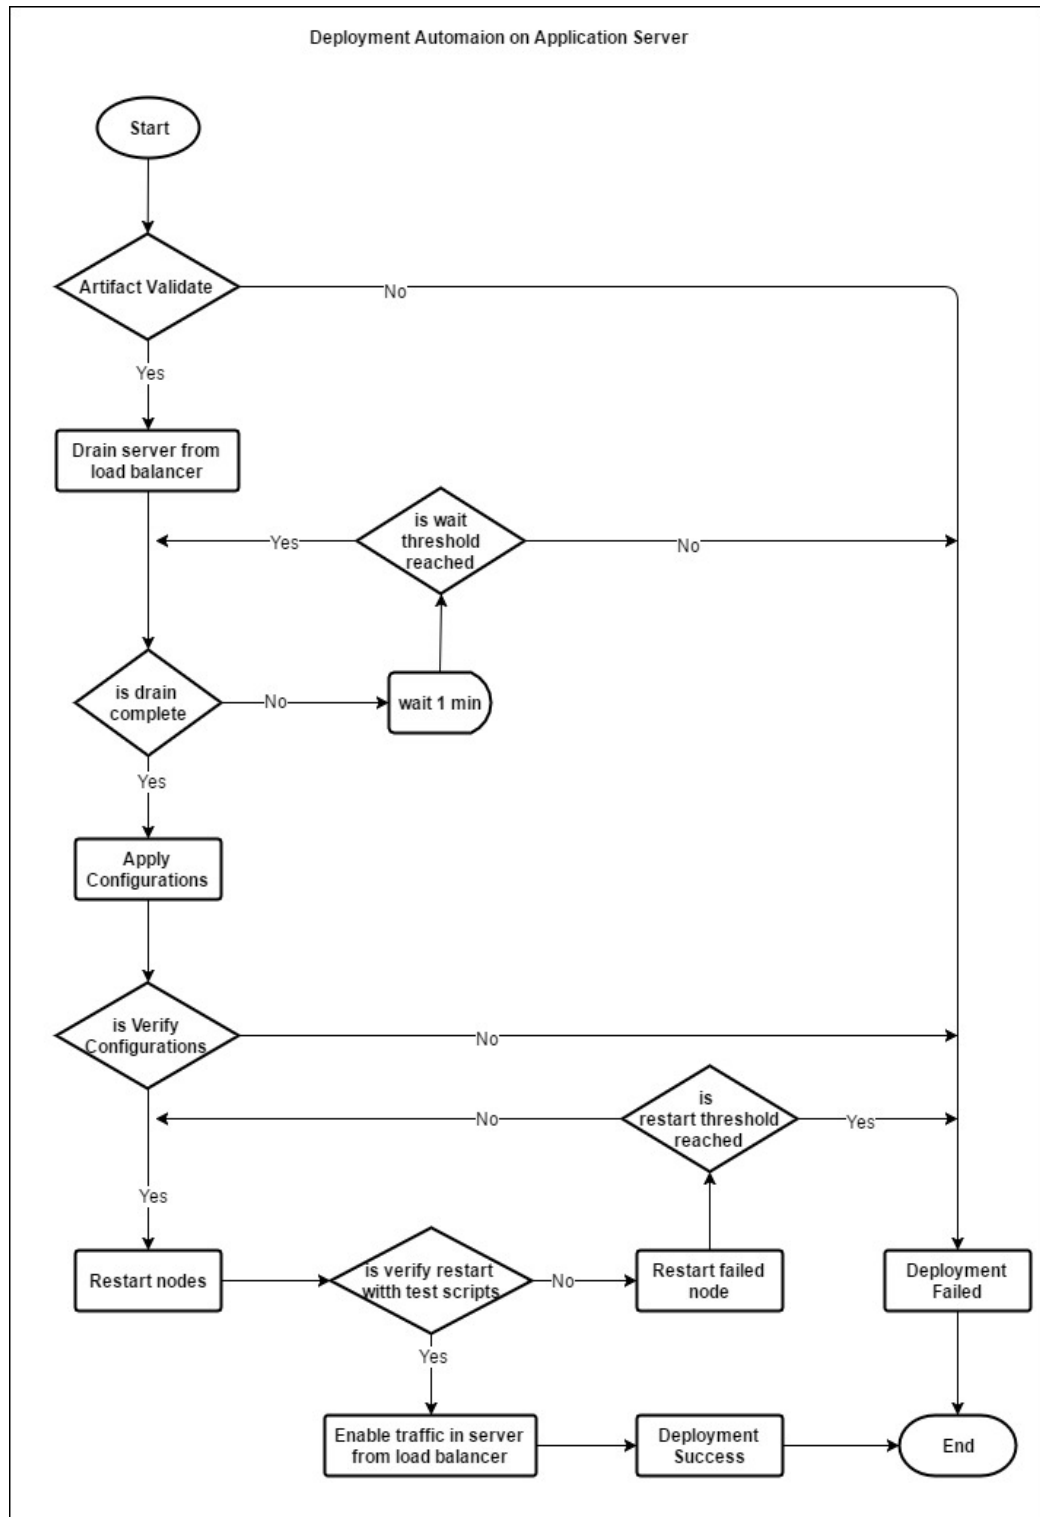 Deployment Automaion on Application Server
Start
Artifact Validate
No
Yes
Drain server from
load balancer
is wait
threshold
reached
Yes
No
is drain
complete
No
wait 1 min
Yes
Apply
Configurations
is Verify
Configurations
No
is
restart threshold
reached
No
Yes
Yes
Restart nodes
is verify restart
witth test scripts
No
Restart failed
node
Deployment
Failed
Yes
Enable traffic in server
from load balancer
Deployment
Success
End